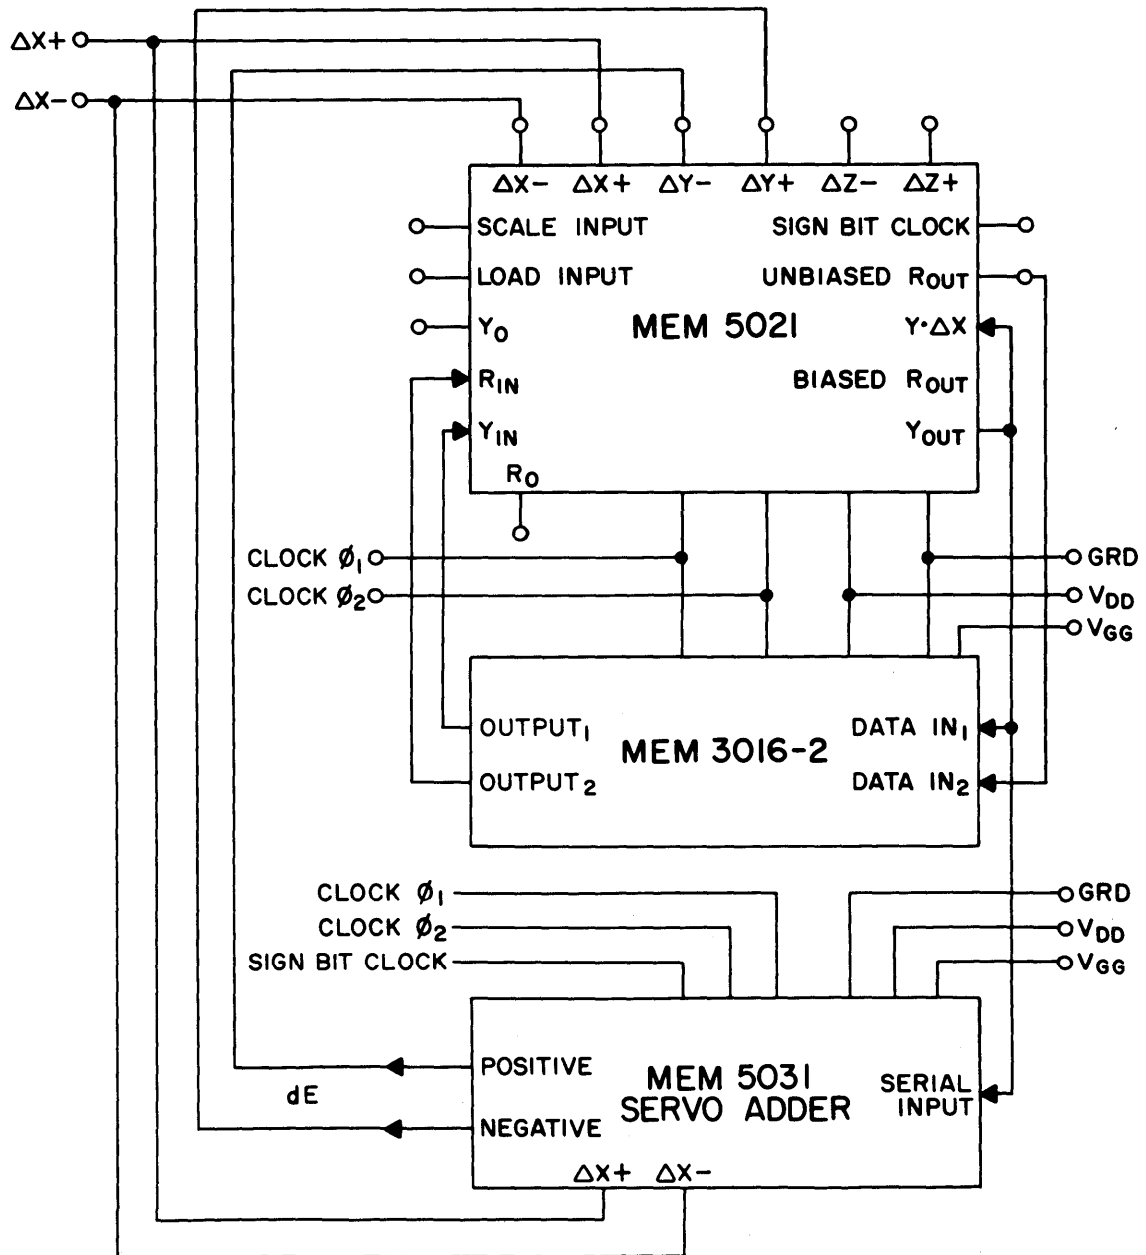 ΔX+
ΔX-
ΔX- ΔX+ ΔY- ΔY+ ΔZ- ΔZ+
SCALE INPUT
SIGN BIT CLOCK
LOAD INPUT
UNBIASED ROUT
Y0
MEM 5021
Y·ΔX
RIN
BIASED ROUT
YIN
YOUT
R0
CLOCK Ø1
GRD
CLOCK Ø2
VDD
VGG
OUTPUT1
MEM 3016-2
DATA IN1
OUTPUT2
DATA IN2
CLOCK Ø1
GRD
CLOCK Ø2
VDD
SIGN BIT CLOCK
VGG
POSITIVE
MEM 5031
SERVO ADDER
SERIAL
INPUT
dE
NEGATIVE
ΔX+ ΔX-